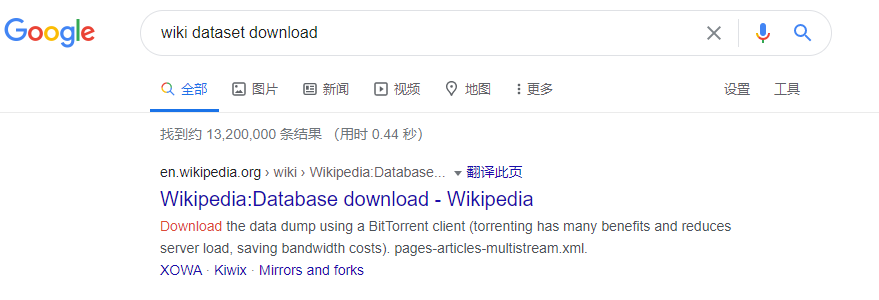 Google wiki dataset download
全部 图片 新闻 视频 地图 更多 设置 工具
找到约 13,200,000 条结果 （用时 0.44 秒）
en.wikipedia.org › wiki › Wikipedia:Database... 翻译此页
Wikipedia:Database download - Wikipedia
Download the data dump using a BitTorrent client (torrenting has many benefits and reduces
server load, saving bandwidth costs). pages-articles-multistream.xml.
XOWA · Kiwix · Mirrors and forks